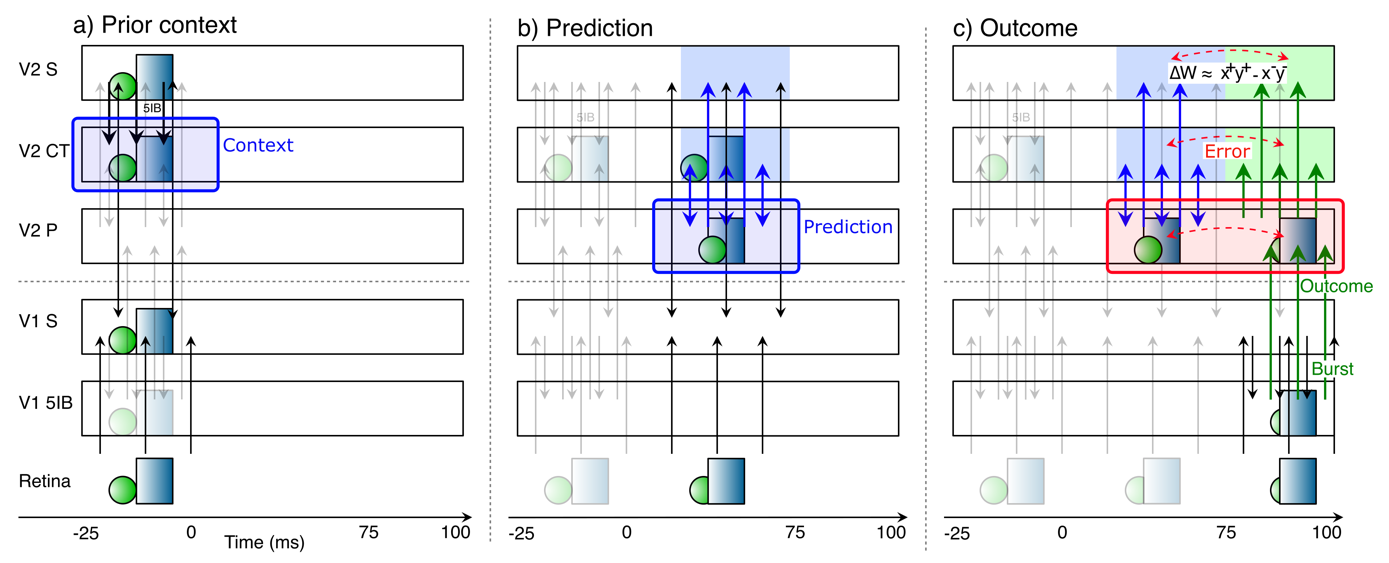 a) Prior context
b) Prediction
c) Outcome
V2 S
5IB
V2 CT
Context
V2 P
V1 S
V1 5IB
Retina
-25 0 75 100
Time (ms)
5IB
Prediction
-25 0 75 100
ΔW ≈ x⁺y⁺ - x⁻y⁻
5IB
Error
Outcome
Burst
-25 0 75 100